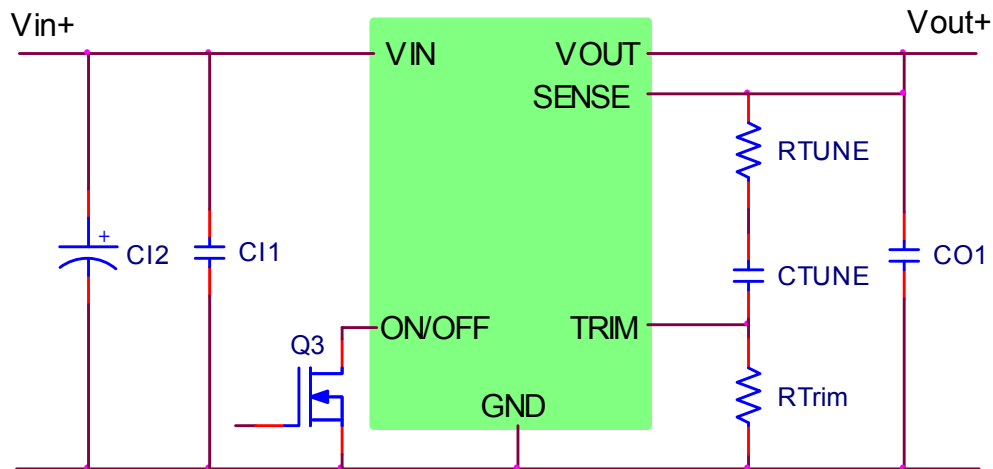 Vin+
Vout+
VIN
VOUT
SENSE
RTUNE
+
CI2
CI1
CTUNE
CO1
ON/OFF
TRIM
Q3
RTrim
GND